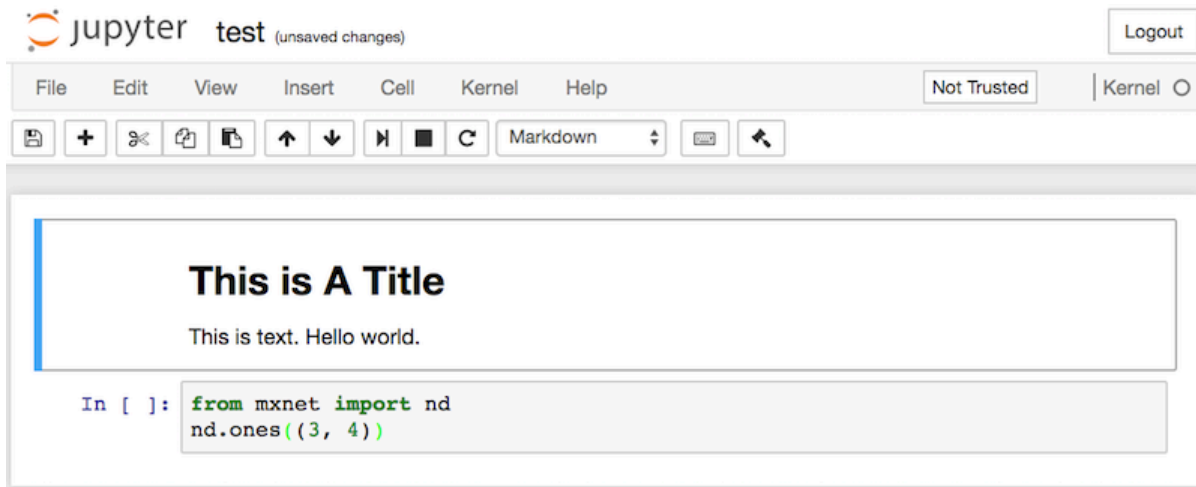 jupyter test (unsaved changes) Logout
File Edit View Insert Cell Kernel Help Not Trusted Kernel
Markdown
This is A Title
This is text. Hello world.
In [ ]: from mxnet import nd
nd.ones((3, 4))